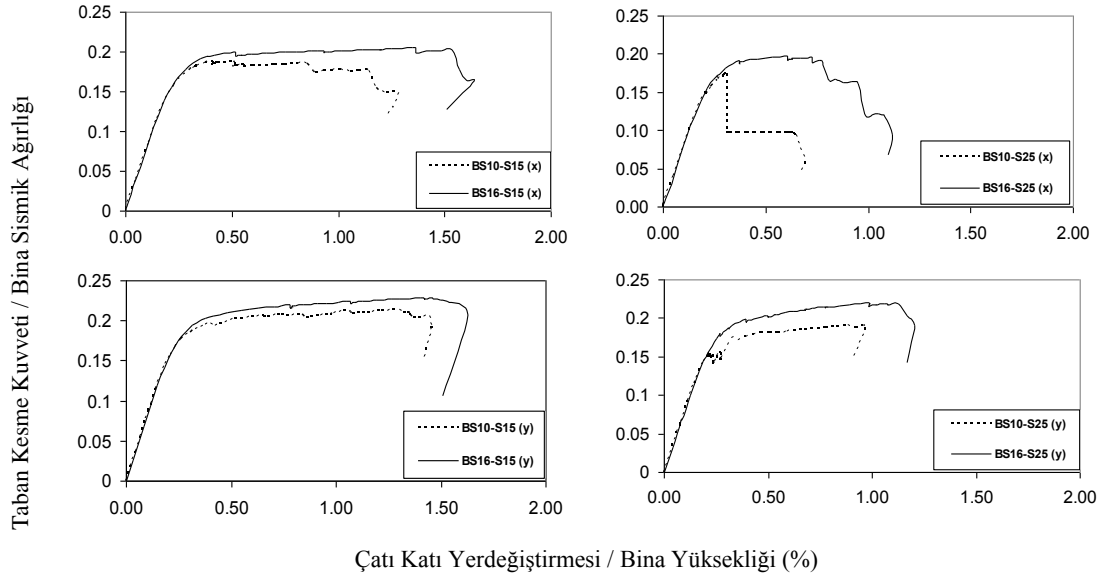 Taban Kesme Kuvveti / Bina Sismik Ağırlığı
0.25
0.2
0.15
0.1
0.05
0
0.00 0.50 1.00 1.50 2.00
BS10-S15 (x)
BS16-S15 (x)
0.25
0.20
0.15
0.10
0.05
0.00
0.00 0.50 1.00 1.50 2.00
BS10-S25 (x)
BS16-S25 (x)
0.25
0.2
0.15
0.1
0.05
0
0.00 0.50 1.00 1.50 2.00
BS10-S15 (y)
BS16-S15 (y)
0.25
0.2
0.15
0.1
0.05
0
0.00 0.50 1.00 1.50 2.00
BS10-S25 (y)
BS16-S25 (y)
Çatı Katı Yerdeğiştirmesi / Bina Yüksekliği (%)